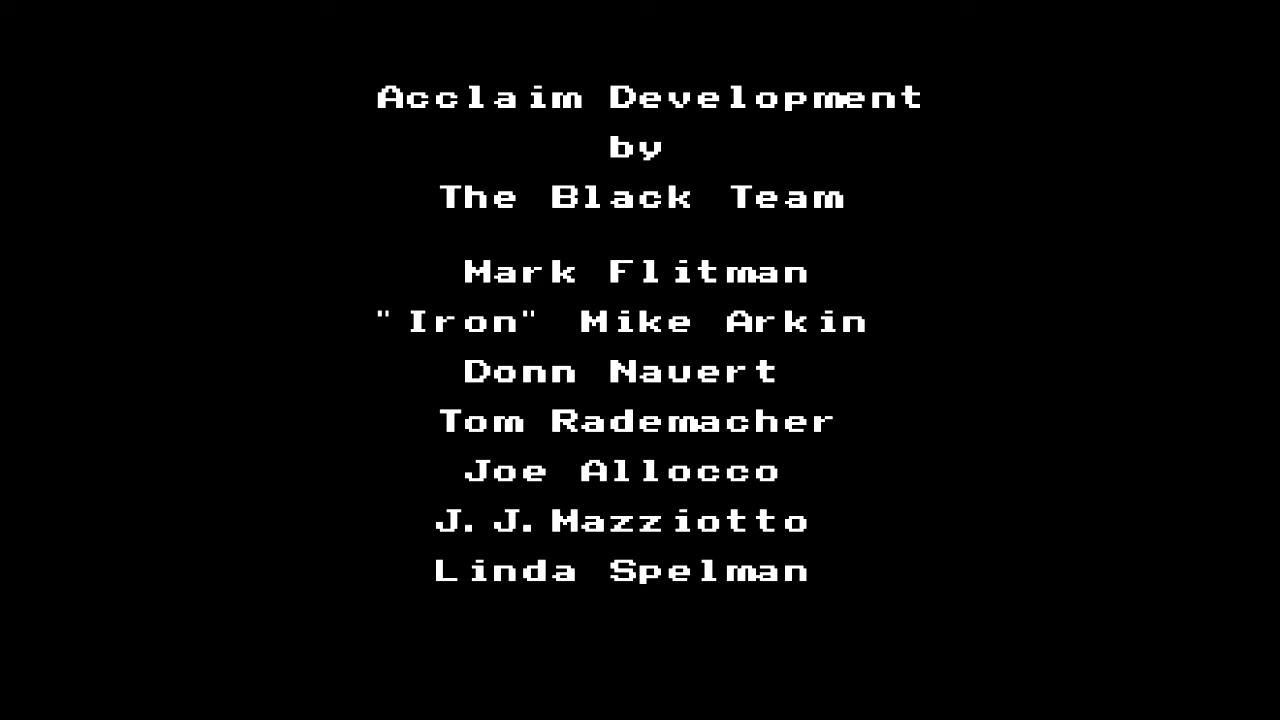 Acclaim Development
by
The Black Team
Mark Flitman
"Iron" Mike Arkin
Donn Nauert
Tom Rademacher
Joe Allocco
J.J.Mazziotto
Linda Spelman